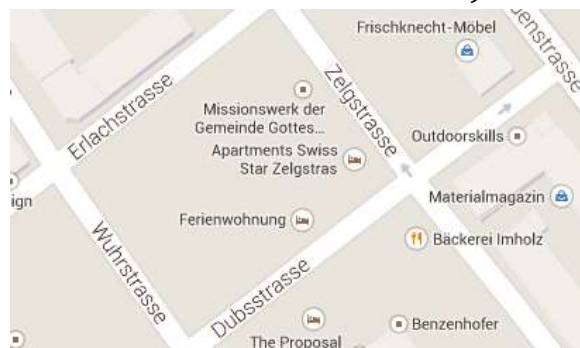 Frischknecht-Möbel
enstrasse
Zelgstrasse
Missionswerk der
Gemeinde Gottes...
Erlachstrasse
Apartments Swiss
Star Zelgstras
Outdoorskills
Materialmagazin
ign
Ferienwohnung
Bäckerei Imholz
Wuhrstrasse
Dubsstrasse
Benzenhofer
The Proposal